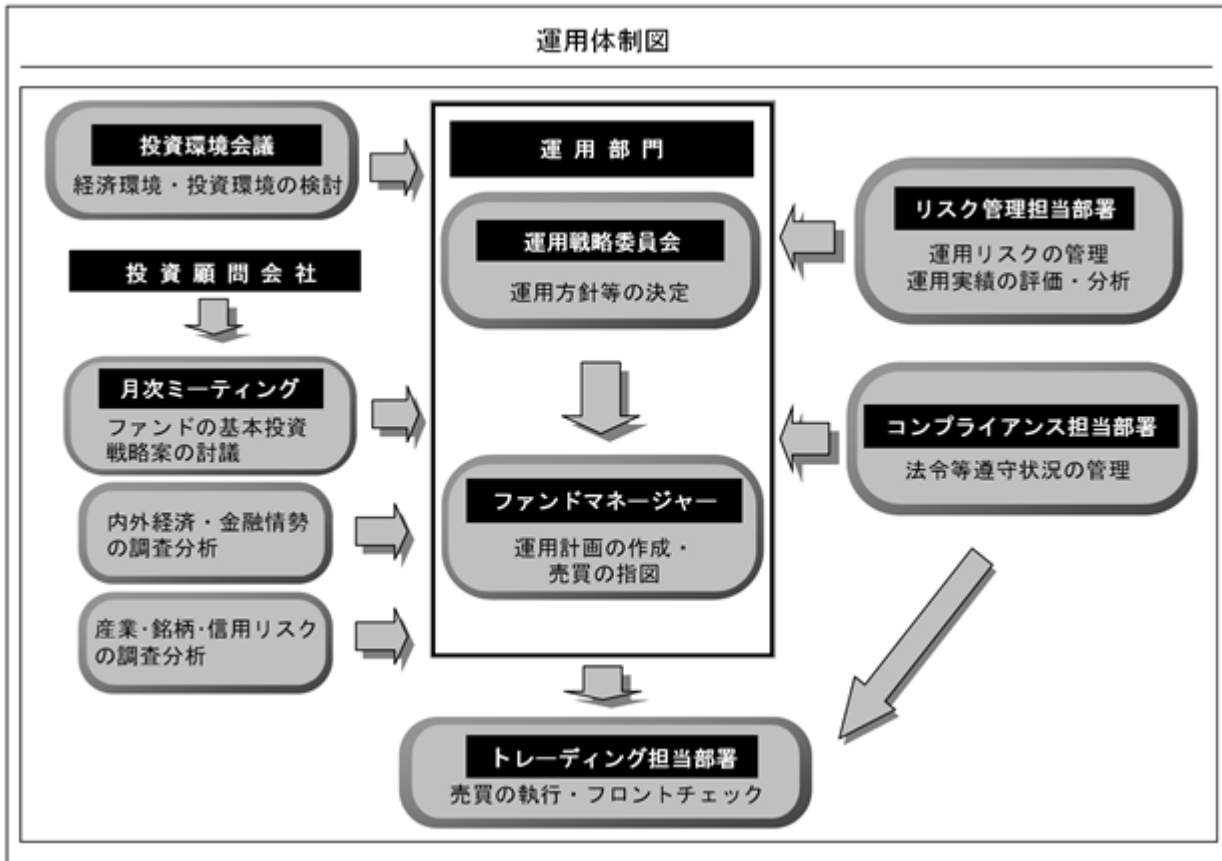 運用体制図
投資環境会議
経済環境・投資環境の検討
投資顧問会社
月次ミーティング
ファンドの基本投資
戦略案の討議
内外経済・金融情勢
の調査分析
産業・銘柄・信用リスク
の調査分析
運用部門
運用戦略委員会
運用方針等の決定
ファンドマネージャー
運用計画の作成・
売買の指図
リスク管理担当部署
運用リスクの管理
運用実績の評価・分析
コンプライアンス担当部署
法令等遵守状況の管理
トレーディング担当部署
売買の執行・フロントチェック